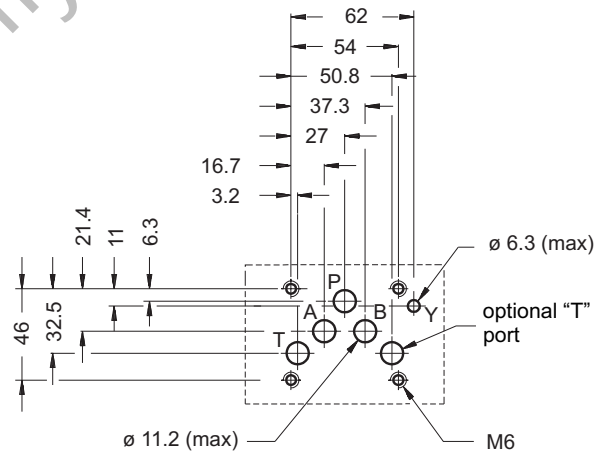 62
54
50.8
37.3
27
16.7
3.2
21.4
11
6.3
ø 6.3 (max)
P
A
B
Y
T
optional “T”
port
46
32.5
ø 11.2 (max)
M6